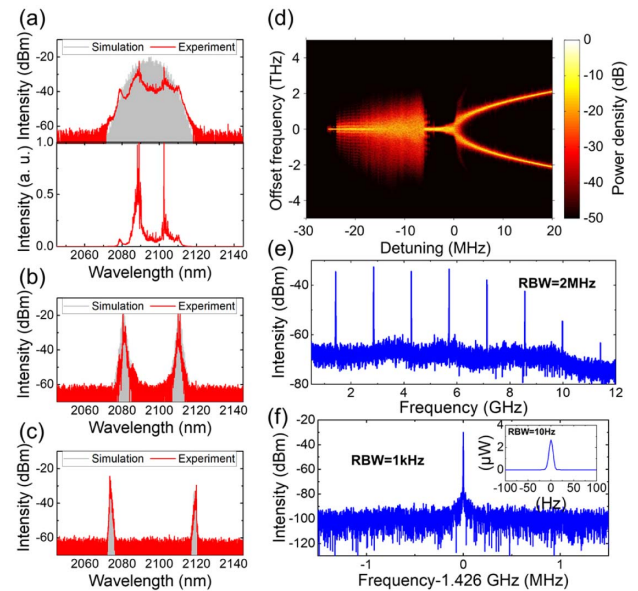 (a)
Simulation Experiment
Intensity (dBm)
-20
-40
-60
Intensity (a. u.)
1.0
0.5
0.0
2060 2080 2100 2120 2140
Wavelength (nm)
(b)
Simulation Experiment
Intensity (dBm)
-20
-40
-60
2060 2080 2100 2120 2140
Wavelength (nm)
(c)
Simulation Experiment
Intensity (dBm)
-20
-40
-60
2060 2080 2100 2120 2140
Wavelength (nm)
(d)
Offset frequency (THz)
4
2
0
-2
-4
-30 -20 -10 0 10 20
Detuning (MHz)
0
-10
-20
-30
-40
-50
Power density (dB)
(e)
RBW=2MHz
Intensity (dBm)
-20
-40
-60
-80
2 4 6 8 10 12
Frequency (GHz)
(f)
RBW=1kHz
Intensity (dBm)
-20
-40
-60
-80
-100
-120
-1 0 1
Frequency-1.426 GHz (MHz)
RBW=10Hz
(μW)
4
2
0
-100 -50 0 50 100
(Hz)